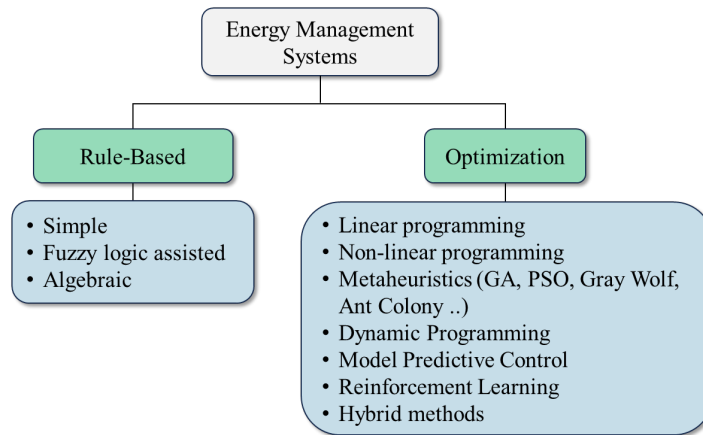 Energy Management
Systems
Rule-Based
Optimization
• Simple
• Fuzzy logic assisted
• Algebraic
• Linear programming
• Non-linear programming
• Metaheuristics (GA, PSO, Gray Wolf,
Ant Colony ..)
• Dynamic Programming
• Model Predictive Control
• Reinforcement Learning
• Hybrid methods